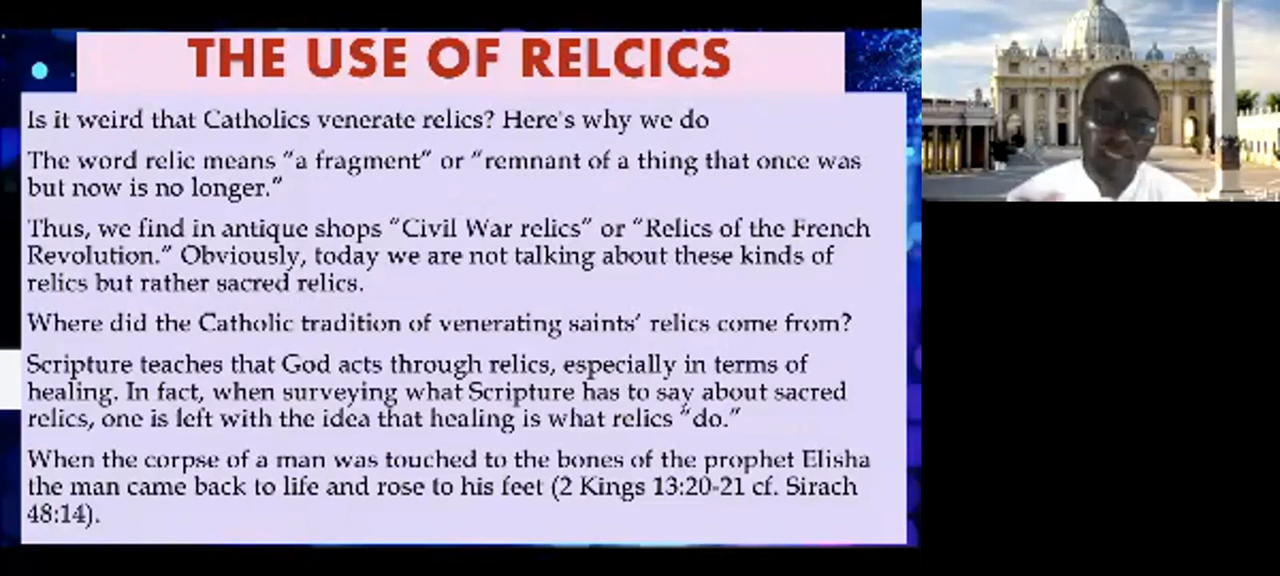 THE USE OF RELCICS
Is it weird that Catholics venerate relics? Here's why we do
The word relic means "a fragment" or "remnant of a thing that once was
but now is no longer."
Thus, we find in antique shops "Civil War relics" or "Relics of the French
Revolution." Obviously, today we are not talking about these kinds of
relics but rather sacred relics.
Where did the Catholic tradition of venerating saints' relics come from?
Scripture teaches that God acts through relics, especially in terms of
healing. In fact, when surveying what Scripture has to say about sacred
relics, one is left with the idea that healing is what relics "do."
When the corpse of a man was touched to the bones of the prophet Elisha
the man came back to life and rose to his feet (2 Kings 13:20-21 cf. Sirach
48:14).